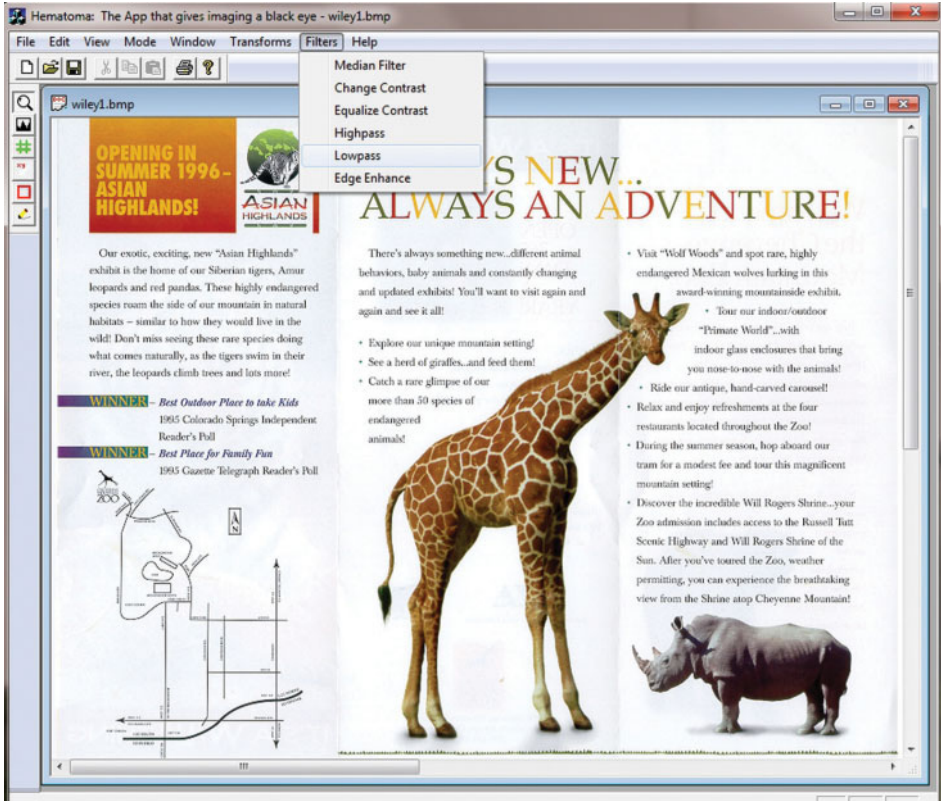 Hematoma: The App that gives imaging a black eye - wiley1.bmp
File Edit View Mode Window Transforms Filters Help
Median Filter
Change Contrast
Equalize Contrast
Highpass
Lowpass
Edge Enhance
wiley1.bmp
OPENING IN
SUMMER 1996–
ASIAN
HIGHLANDS!
ASIAN
HIGHLANDS
Our exotic, exciting, new “Asian Highlands”
exhibit is the home of our Siberian tigers, Amur
leopards and red pandas. These highly endangered
species roam the side of our mountain in natural
habitats – similar to how they would live in the
wild! Don’t miss seeing these rare species doing
what comes naturally, as the tigers swim in their
river, the leopards climb trees and lots more!
WINNER – Best Outdoor Place to take Kids
1995 Colorado Springs Independent
Reader’s Poll
WINNER – Best Place for Family Fun
1995 Gazette Telegraph Reader’s Poll
ZOO
N
YS NEW...
ALWAYS AN ADVENTURE!
There’s always something new...different animal
behaviors, baby animals and constantly changing
and updated exhibits! You’ll want to visit again and
again and see it all!
• Explore our unique mountain setting!
• See a herd of giraffes...and feed them!
• Catch a rare glimpse of our
more than 50 species of
endangered
animals!
• Visit “Wolf Woods” and spot rare, highly
endangered Mexican wolves lurking in this
award-winning mountainside exhibit.
• Tour our indoor/outdoor
“Primate World”...with
indoor glass enclosures that bring
you nose-to-nose with the animals!
• Ride our antique, hand-carved carousel!
• Relax and enjoy refreshments at the four
restaurants located throughout the Zoo!
• During the summer season, hop aboard our
tram for a modest fee and tour this magnificent
mountain setting!
• Discover the incredible Will Rogers Shrine...your
Zoo admission includes access to the Russell Tutt
Scenic Highway and Will Rogers Shrine of the
Sun. After you’ve toured the Zoo, weather
permitting, you can experience the breathtaking
view from the Shrine atop Cheyenne Mountain!